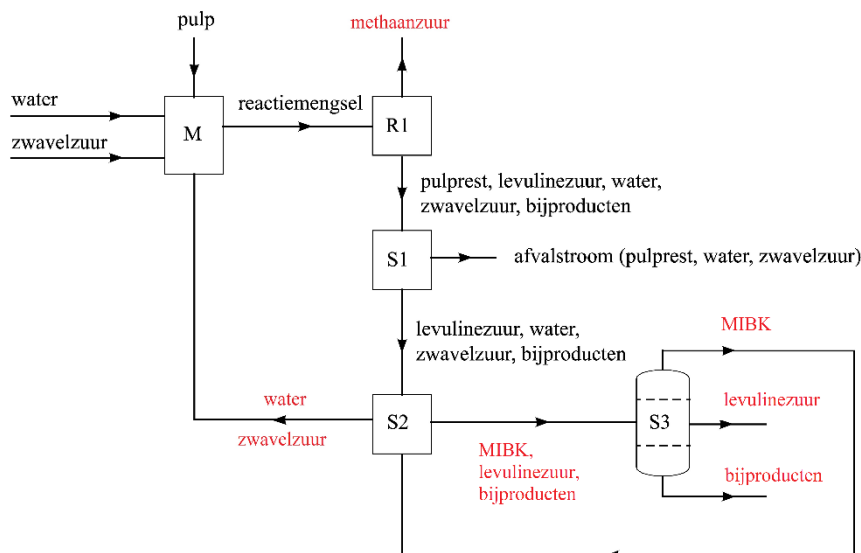 pulp
methaanzuur
water
reactiemengsel
M
R1
zwavelzuur
pulprest, levulinezuur, water,
zwavelzuur, bijproducten
S1
afvalstroom (pulprest, water, zwavelzuur)
MIBK
levulinezuur, water,
zwavelzuur, bijproducten
water
levulinezuur
S2
S3
zwavelzuur
MIBK,
levulinezuur,
bijproducten
bijproducten